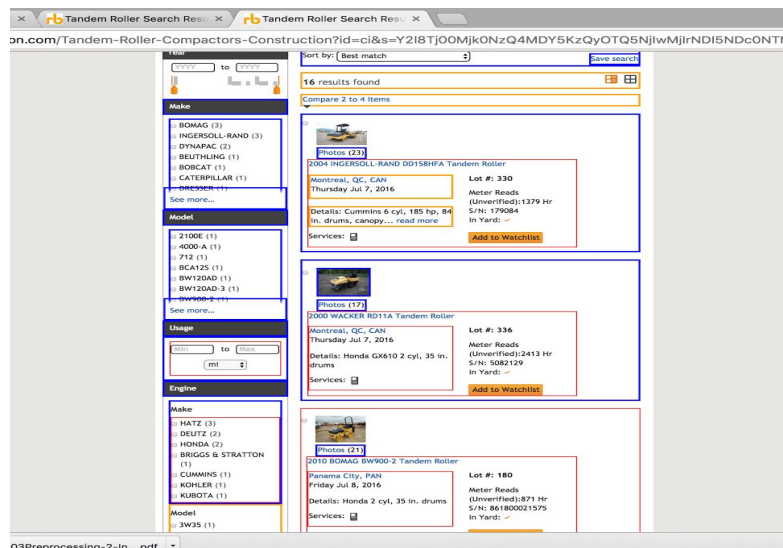 Tandem Roller Search Resu
Tandem Roller Search Resu
on.com/Tandem-Roller-Compactors-Construction?id=ci&s=
Year
YYYY to YYYY
Make
BOMAG (3)
INGERSOLL-RAND (3)
DYNAPAC (2)
BEUTHLING (1)
BOBCAT (1)
CATERPILLAR (1)
DRESSER (1)
See more...
Model
2100E (1)
4000-A (1)
712 (1)
BCA125 (1)
BW120AD (1)
BW120AD-3 (1)
BW900-2 (1)
See more...
Usage
Min to Max
mi
Engine
Make
HATZ (3)
DEUTZ (2)
HONDA (2)
BRIGGS & STRATTON
(1)
CUMMINS (1)
KOHLER (1)
KUBOTA (1)
Model
3W35 (1)
Sort by: Best match
Save search
16 results found
Compare 2 to 4 Items
Photos (23)
2004 INGERSOLL-RAND DD158HFA Tandem Roller
Montreal, QC, CAN
Thursday Jul 7, 2016
Details: Cummins 6 cyl, 185 hp, 84
in. drums, canopy... read more
Services:
Lot #: 330
Meter Reads
(Unverified):1379 Hr
S/N: 179084
In Yard: ✓
Add to Watchlist
Photos (17)
2000 WACKER RD11A Tandem Roller
Montreal, QC, CAN
Thursday Jul 7, 2016
Details: Honda GX610 2 cyl, 35 in.
drums
Services:
Lot #: 336
Meter Reads
(Unverified):2413 Hr
S/N: 5082129
In Yard: ✓
Add to Watchlist
Photos (21)
2010 BOMAG BW900-2 Tandem Roller
Panama City, PAN
Friday Jul 8, 2016
Details: Honda 2 cyl, 35 in. drums
Services:
Lot #: 180
Meter Reads
(Unverified):871 Hr
S/N: 861800021575
In Yard: ✓
03Preprocessing-2-In....pdf